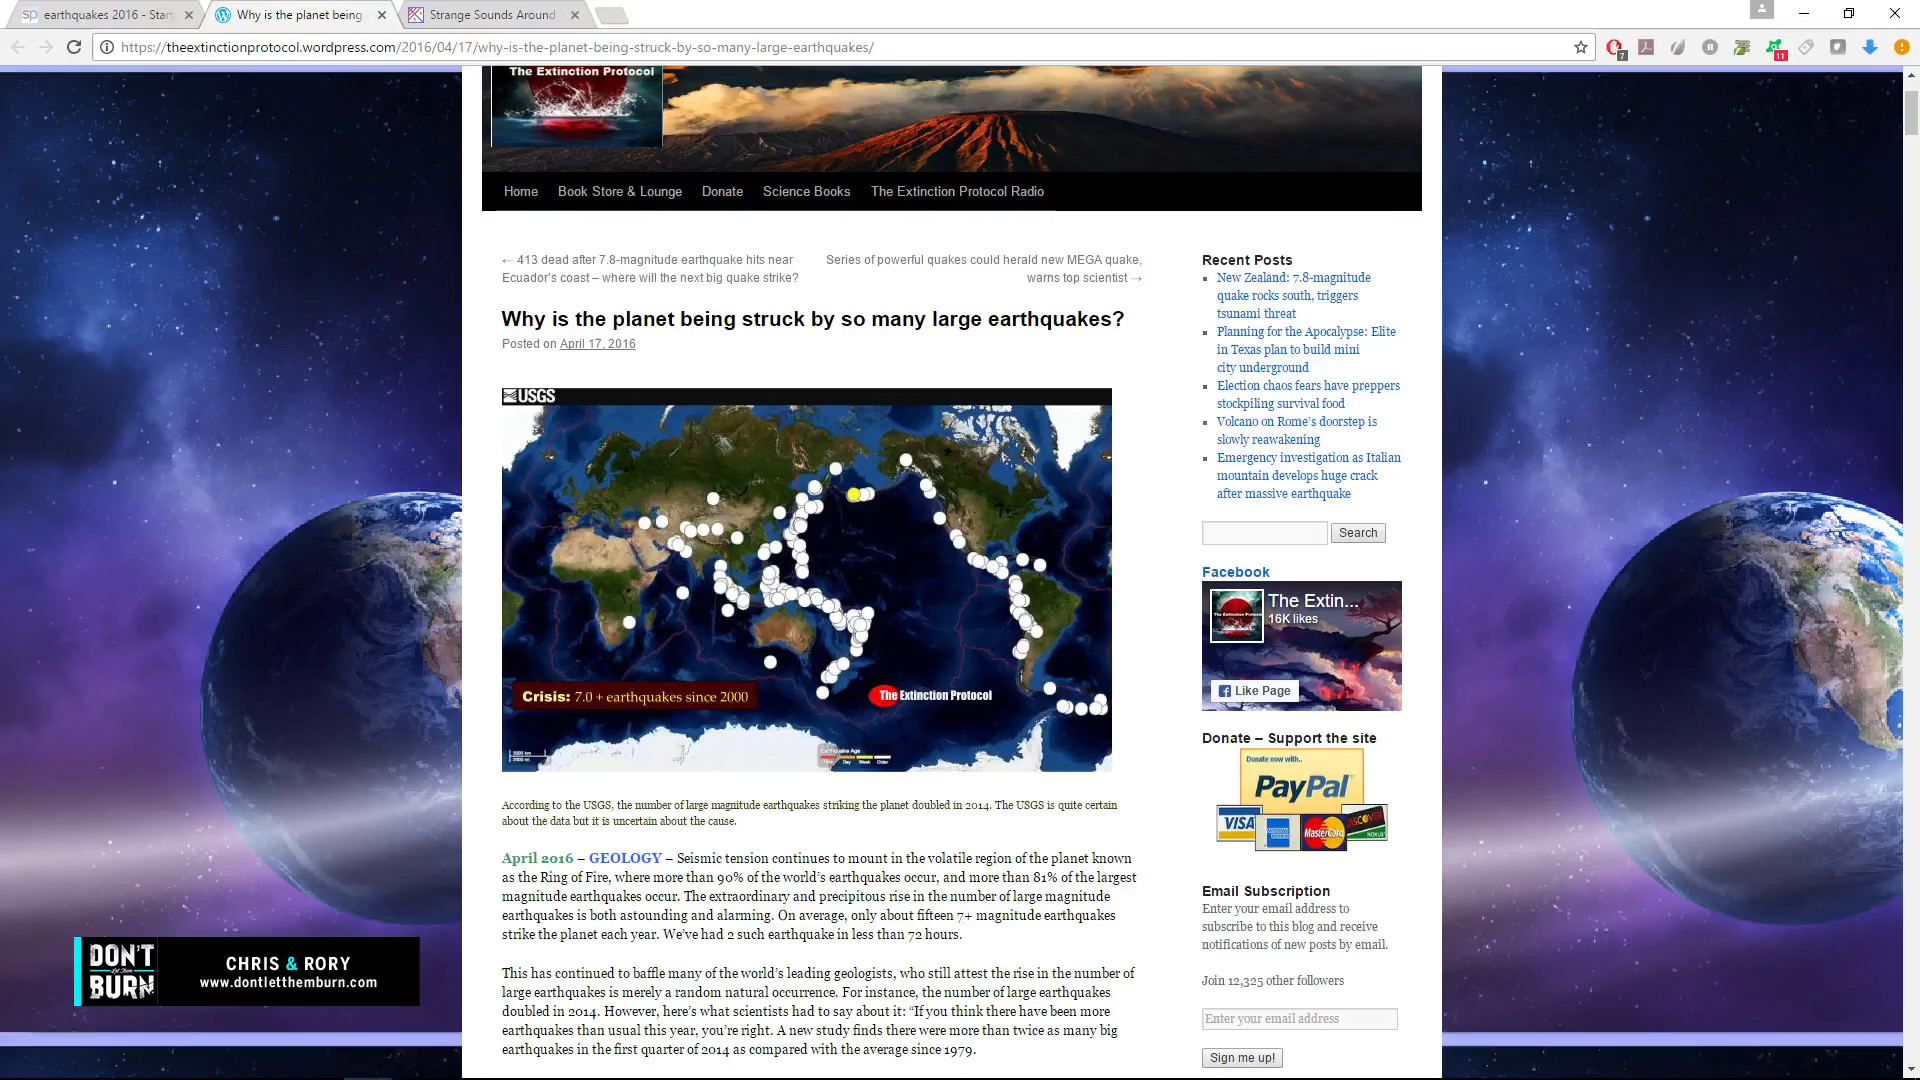 earthquakes 2016 - Star
Why is the planet being
Strange Sounds Around
https://theextinctionprotocol.wordpress.com/2016/04/17/why-is-the-planet-being-struck-by-so-many-large-earthquakes/
7
11
The Extinction Protocol
Home
Book Store & Lounge
Donate
Science Books
The Extinction Protocol Radio
← 413 dead after 7.8-magnitude earthquake hits near
Ecuador's coast – where will the next big quake strike?
Series of powerful quakes could herald new MEGA quake,
warns top scientist →
Why is the planet being struck by so many large earthquakes?
Posted on April 17, 2016
USGS
Crisis: 7.0 + earthquakes since 2000
The Extinction Protocol
According to the USGS, the number of large magnitude earthquakes striking the planet doubled in 2014. The USGS is quite certain
about the data but it is uncertain about the cause.
April 2016 – GEOLOGY – Seismic tension continues to mount in the volatile region of the planet known
as the Ring of Fire, where more than 90% of the world's earthquakes occur, and more than 81% of the largest
magnitude earthquakes occur. The extraordinary and precipitous rise in the number of large magnitude
earthquakes is both astounding and alarming. On average, only about fifteen 7+ magnitude earthquakes
strike the planet each year. We've had 2 such earthquake in less than 72 hours.
This has continued to baffle many of the world's leading geologists, who still attest the rise in the number of
large earthquakes is merely a random natural occurrence. For instance, the number of large earthquakes
doubled in 2014. However, here's what scientists had to say about it: "If you think there have been more
earthquakes than usual this year, you're right. A new study finds there were more than twice as many big
earthquakes in the first quarter of 2014 as compared with the average since 1979.
Recent Posts
New Zealand: 7.8-magnitude
quake rocks south, triggers
tsunami threat
Planning for the Apocalypse: Elite
in Texas plan to build mini
city underground
Election chaos fears have preppers
stockpiling survival food
Volcano on Rome's doorstep is
slowly reawakening
Emergency investigation as Italian
mountain develops huge crack
after massive earthquake
Search
Facebook
The Extin...
16K likes
Like Page
Donate – Support the site
Donate now with..
PayPal
VISA
AMERICAN EXPRESS
MasterCard
DISCOVER
Email Subscription
Enter your email address to
subscribe to this blog and receive
notifications of new posts by email.
Join 12,325 other followers
Enter your email address
Sign me up!
DON'T
BURN
CHRIS & RORY
www.dontletthemburn.com